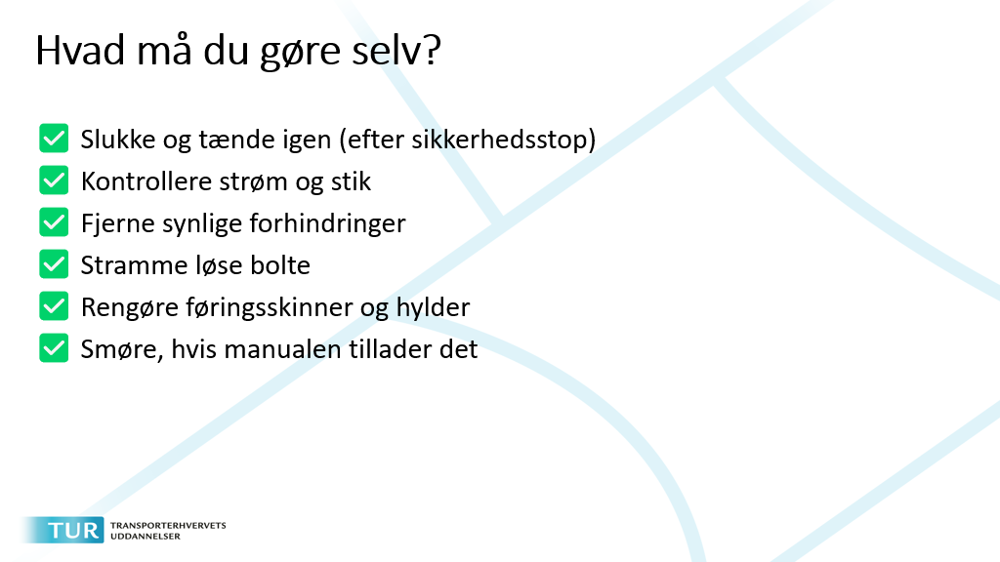 Hvad må du gøre selv?
Slukke og tænde igen (efter sikkerhedsstop)
Kontrollere strøm og stik
Fjerne synlige forhindringer
Stramme løse bolte
Rengøre føringsskinner og hylder
Smøre, hvis manualen tillader det
TUR TRANSPORTERHVERVETS
UDDANNELSER